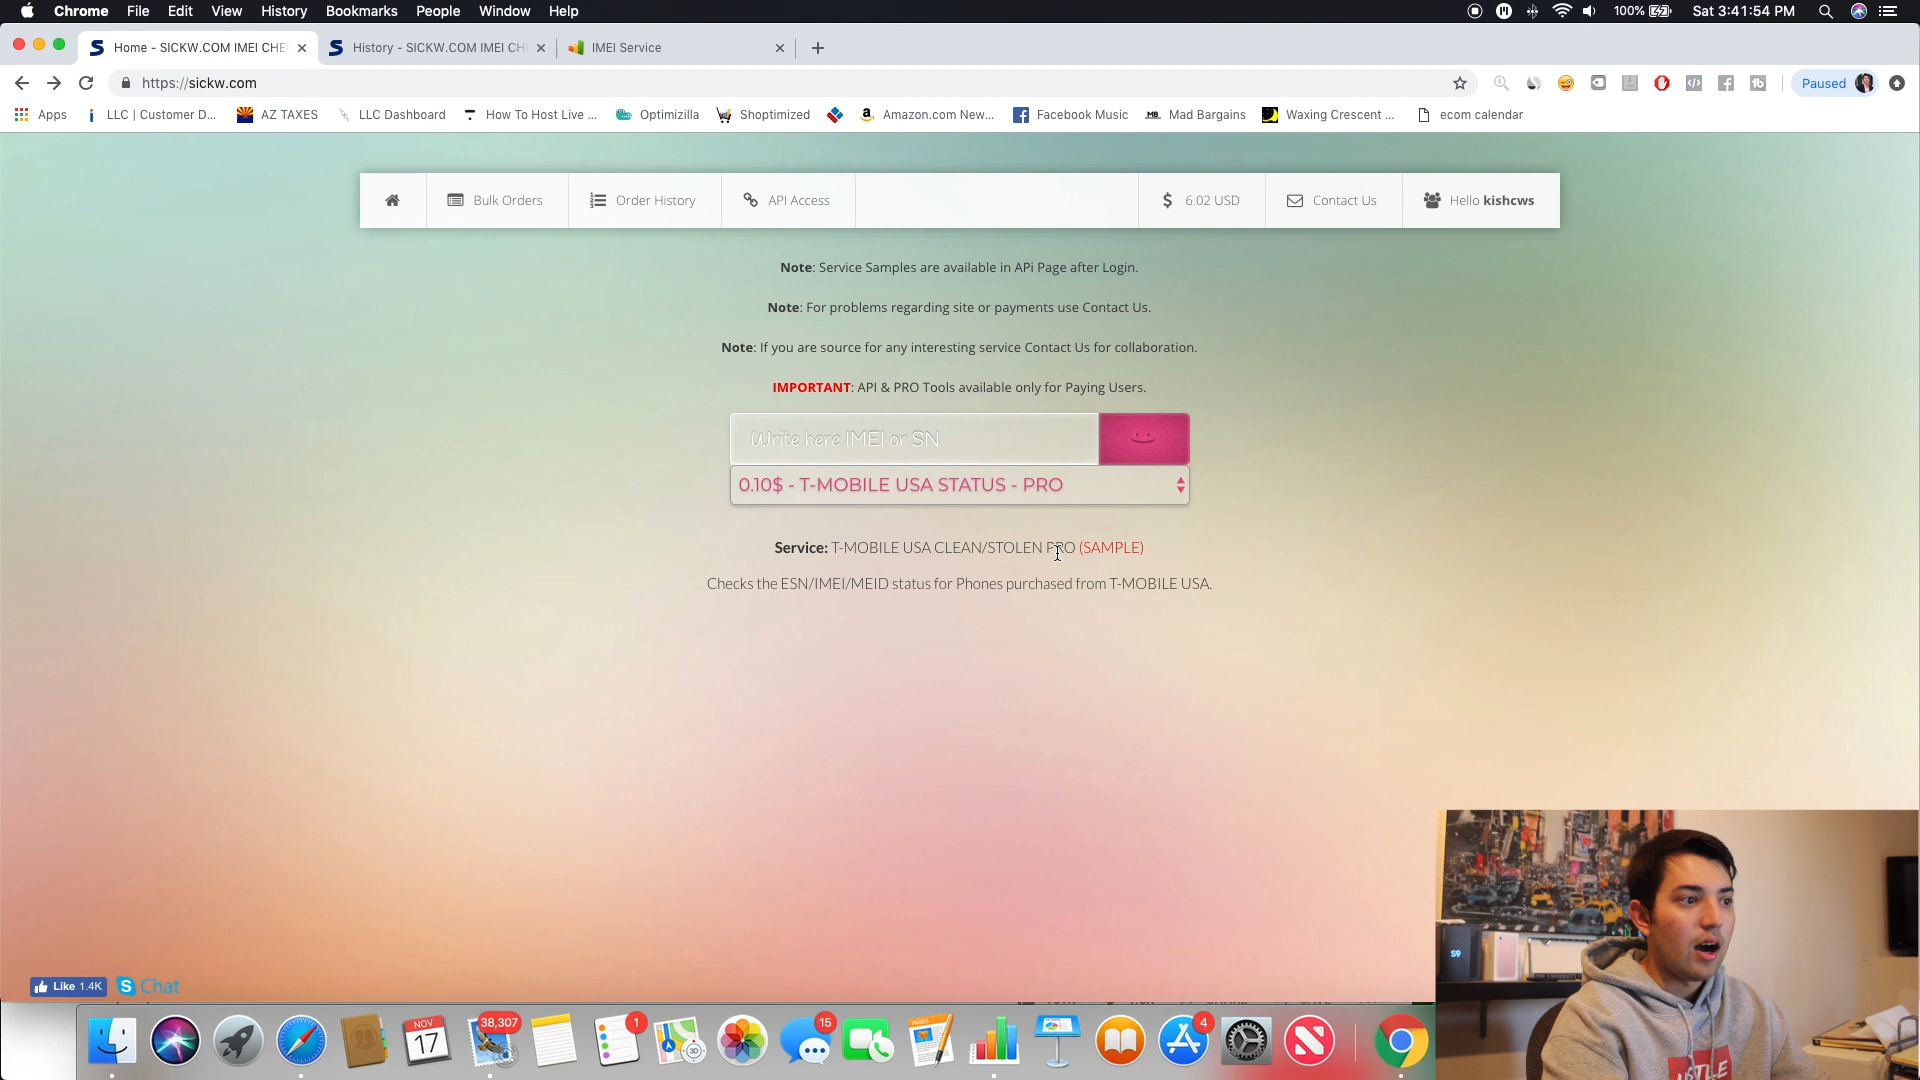 Chrome File Edit View History Bookmarks People Window Help 100% Sat 3:41:54 PM
Home - SICKW.COM IMEI CHE
History - SICKW.COM IMEI CH
IMEI Service
https://sickw.com
Paused
Apps
LLC | Customer D...
AZ TAXES
LLC Dashboard
How To Host Live ...
Optimizilla
Shoptimized
Amazon.com New...
Facebook Music
Mad Bargains
Waxing Crescent ...
ecom calendar
Bulk Orders
Order History
API Access
6.02 USD
Contact Us
Hello kishcws
Note: Service Samples are available in APi Page after Login.
Note: For problems regarding site or payments use Contact Us.
Note: If you are source for any interesting service Contact Us for collaboration.
IMPORTANT: API & PRO Tools available only for Paying Users.
Write here IMEI or SN
0.10$ - T-MOBILE USA STATUS - PRO
Service: T-MOBILE USA CLEAN/STOLEN PRO (SAMPLE)
Checks the ESN/IMEI/MEID status for Phones purchased from T-MOBILE USA.
Like 1.4K
Chat
S9
NOV
17
38,307
1
3D
15
PAGES
4